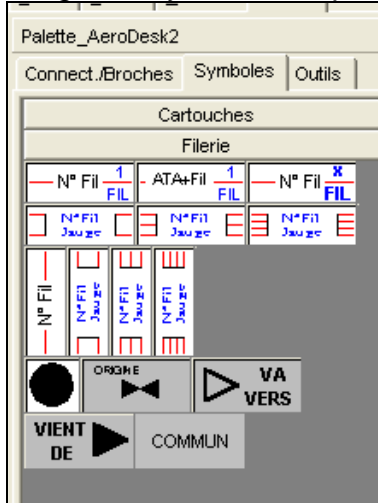 Palette_AeroDesk2
Connect./Broches Symboles Outils
Cartouches
Filerie
N° Fil 1 FIL
ATA+Fil 1 FIL
N° Fil X FIL
N°Fil Jauge
N°Fil Jauge
N°Fil Jauge
N° Fil
N°Fil Jauge
N°Fil Jauge
N°Fil Jauge
ORIGINE
VA VERS
VIENT DE
COMMUN